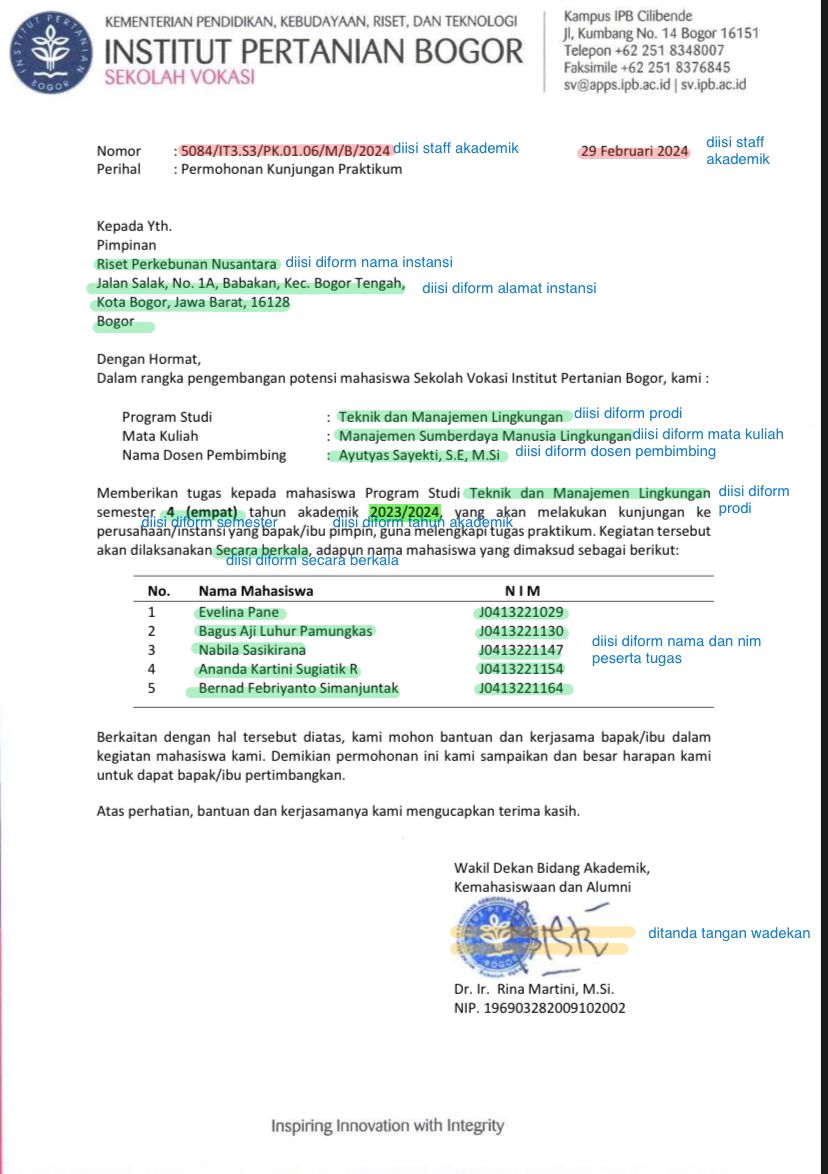 KEMENTERIAN PENDIDIKAN, KEBUDAYAAN, RISET, DAN TEKNOLOGI
INSTITUT PERTANIAN BOGOR
SEKOLAH VOKASI
Kampus IPB Cilibende
Jl, Kumbang No. 14 Bogor 16151
Telepon +62 251 8348007
Faksimile +62 251 8376845
sv@apps.ipb.ac.id | sv.ipb.ac.id
INSTITUT PERTANIAN
BOGOR
Nomor : 5084/IT3.S3/PK.01.06/M/B/2024 diisi staff akademik 29 Februari 2024 diisi staff
akademik
Perihal : Permohonan Kunjungan Praktikum
Kepada Yth.
Pimpinan
Riset Perkebunan Nusantara diisi diform nama instansi
Jalan Salak, No. 1A, Babakan, Kec. Bogor Tengah, diisi diform alamat instansi
Kota Bogor, Jawa Barat, 16128
Bogor
Dengan Hormat,
Dalam rangka pengembangan potensi mahasiswa Sekolah Vokasi Institut Pertanian Bogor, kami :
Program Studi : Teknik dan Manajemen Lingkungan diisi diform prodi
Mata Kuliah : Manajemen Sumberdaya Manusia Lingkungan diisi diform mata kuliah
Nama Dosen Pembimbing : Ayutyas Sayekti, S.E, M.Si diisi diform dosen pembimbing
Memberikan tugas kepada mahasiswa Program Studi Teknik dan Manajemen Lingkungan diisi diform
prodi
semester 4 (empat) tahun akademik 2023/2024, yang akan melakukan kunjungan ke
diisi diform semester diisi diform tahun akademik
perusahaan/instansi yang bapak/ibu pimpin, guna melengkapi tugas praktikum. Kegiatan tersebut
akan dilaksanakan Secara berkala, adapun nama mahasiswa yang dimaksud sebagai berikut:
diisi diform secara berkala
No. Nama Mahasiswa N I M
1 Evelina Pane J0413221029
2 Bagus Aji Luhur Pamungkas J0413221130
3 Nabila Sasikirana J0413221147
4 Ananda Kartini Sugiatik R J0413221154
5 Bernad Febriyanto Simanjuntak J0413221164
diisi diform nama dan nim
peserta tugas
Berkaitan dengan hal tersebut diatas, kami mohon bantuan dan kerjasama bapak/ibu dalam
kegiatan mahasiswa kami. Demikian permohonan ini kami sampaikan dan besar harapan kami
untuk dapat bapak/ibu pertimbangkan.
Atas perhatian, bantuan dan kerjasamanya kami mengucapkan terima kasih.
Wakil Dekan Bidang Akademik,
Kemahasiswaan dan Alumni
BOGOR
ditanda tangan wadekan
Dr. Ir. Rina Martini, M.Si.
NIP. 196903282009102002
Inspiring Innovation with Integrity